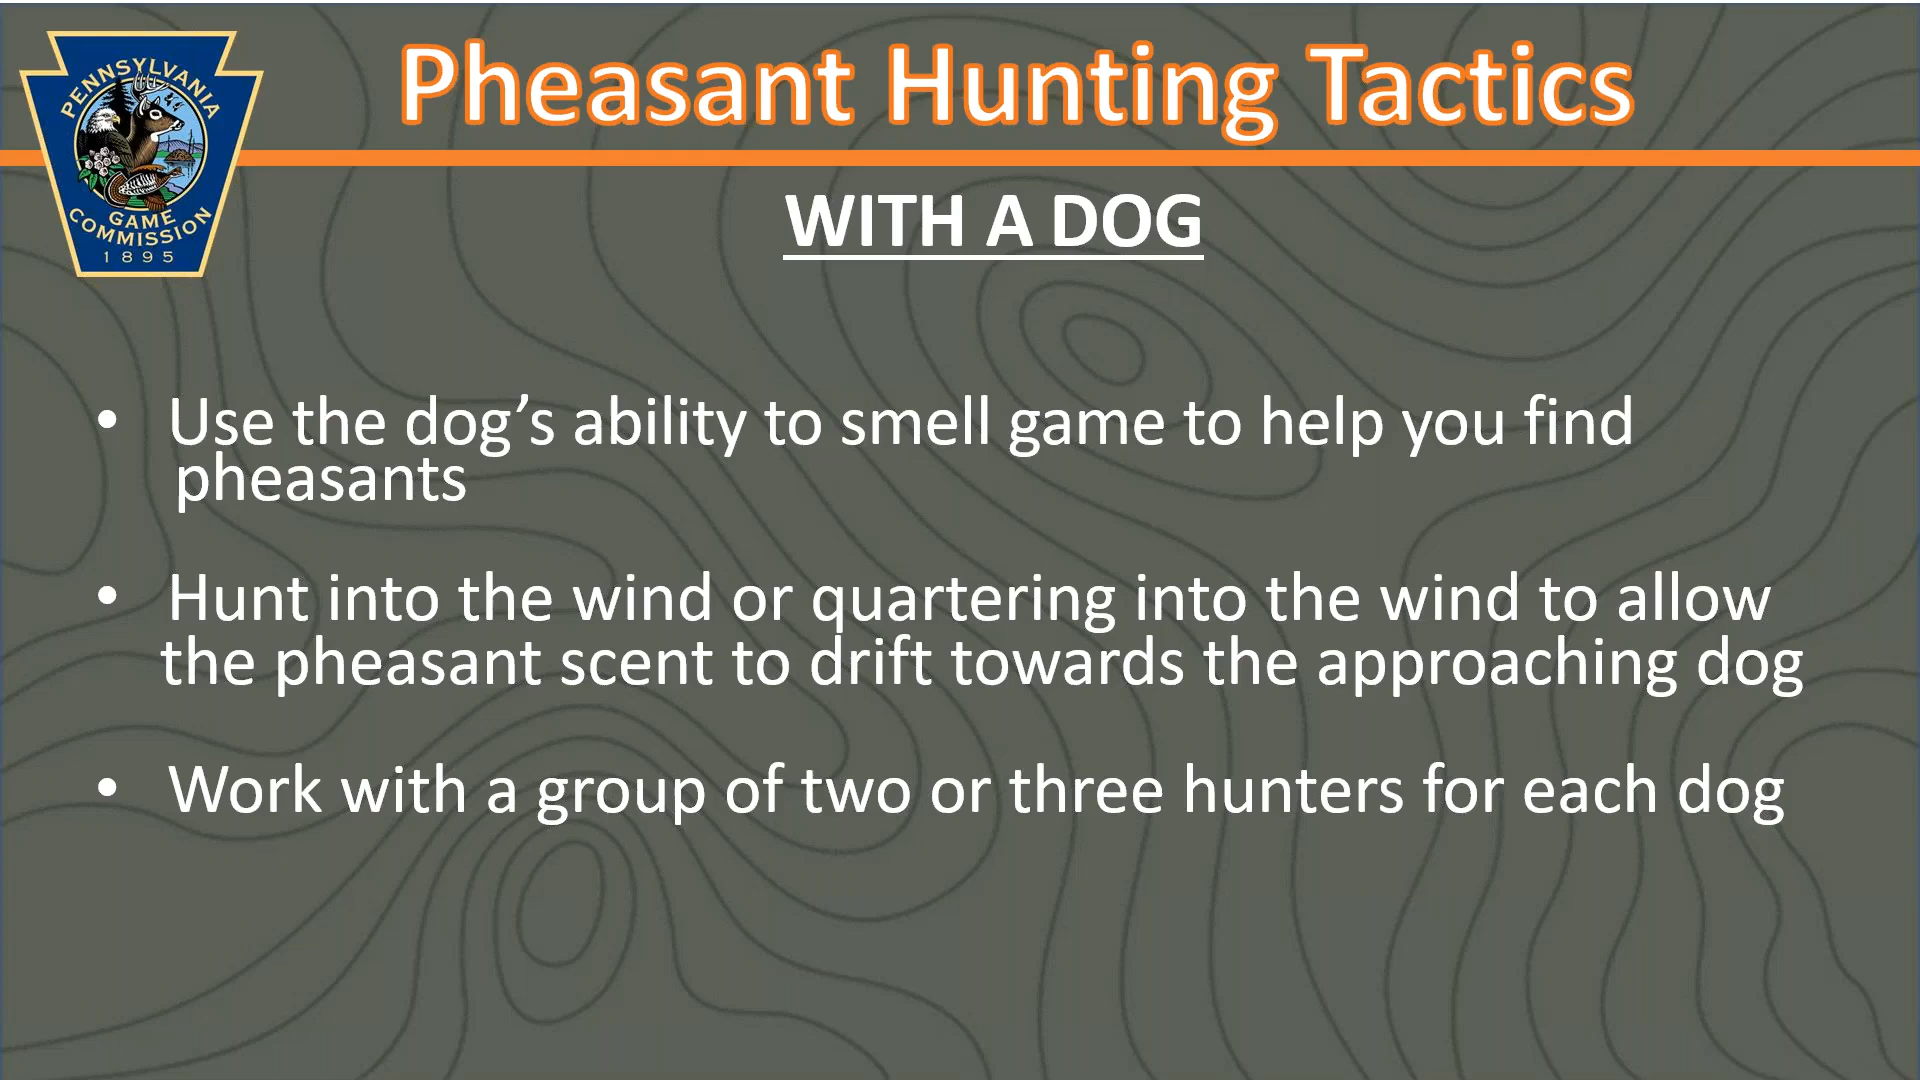 Pheasant Hunting Tactics
PENNSYLVANIA
GAME
COMMISSION
1895
WITH A DOG
• Use the dog’s ability to smell game to help you find
pheasants
• Hunt into the wind or quartering into the wind to allow
the pheasant scent to drift towards the approaching dog
• Work with a group of two or three hunters for each dog